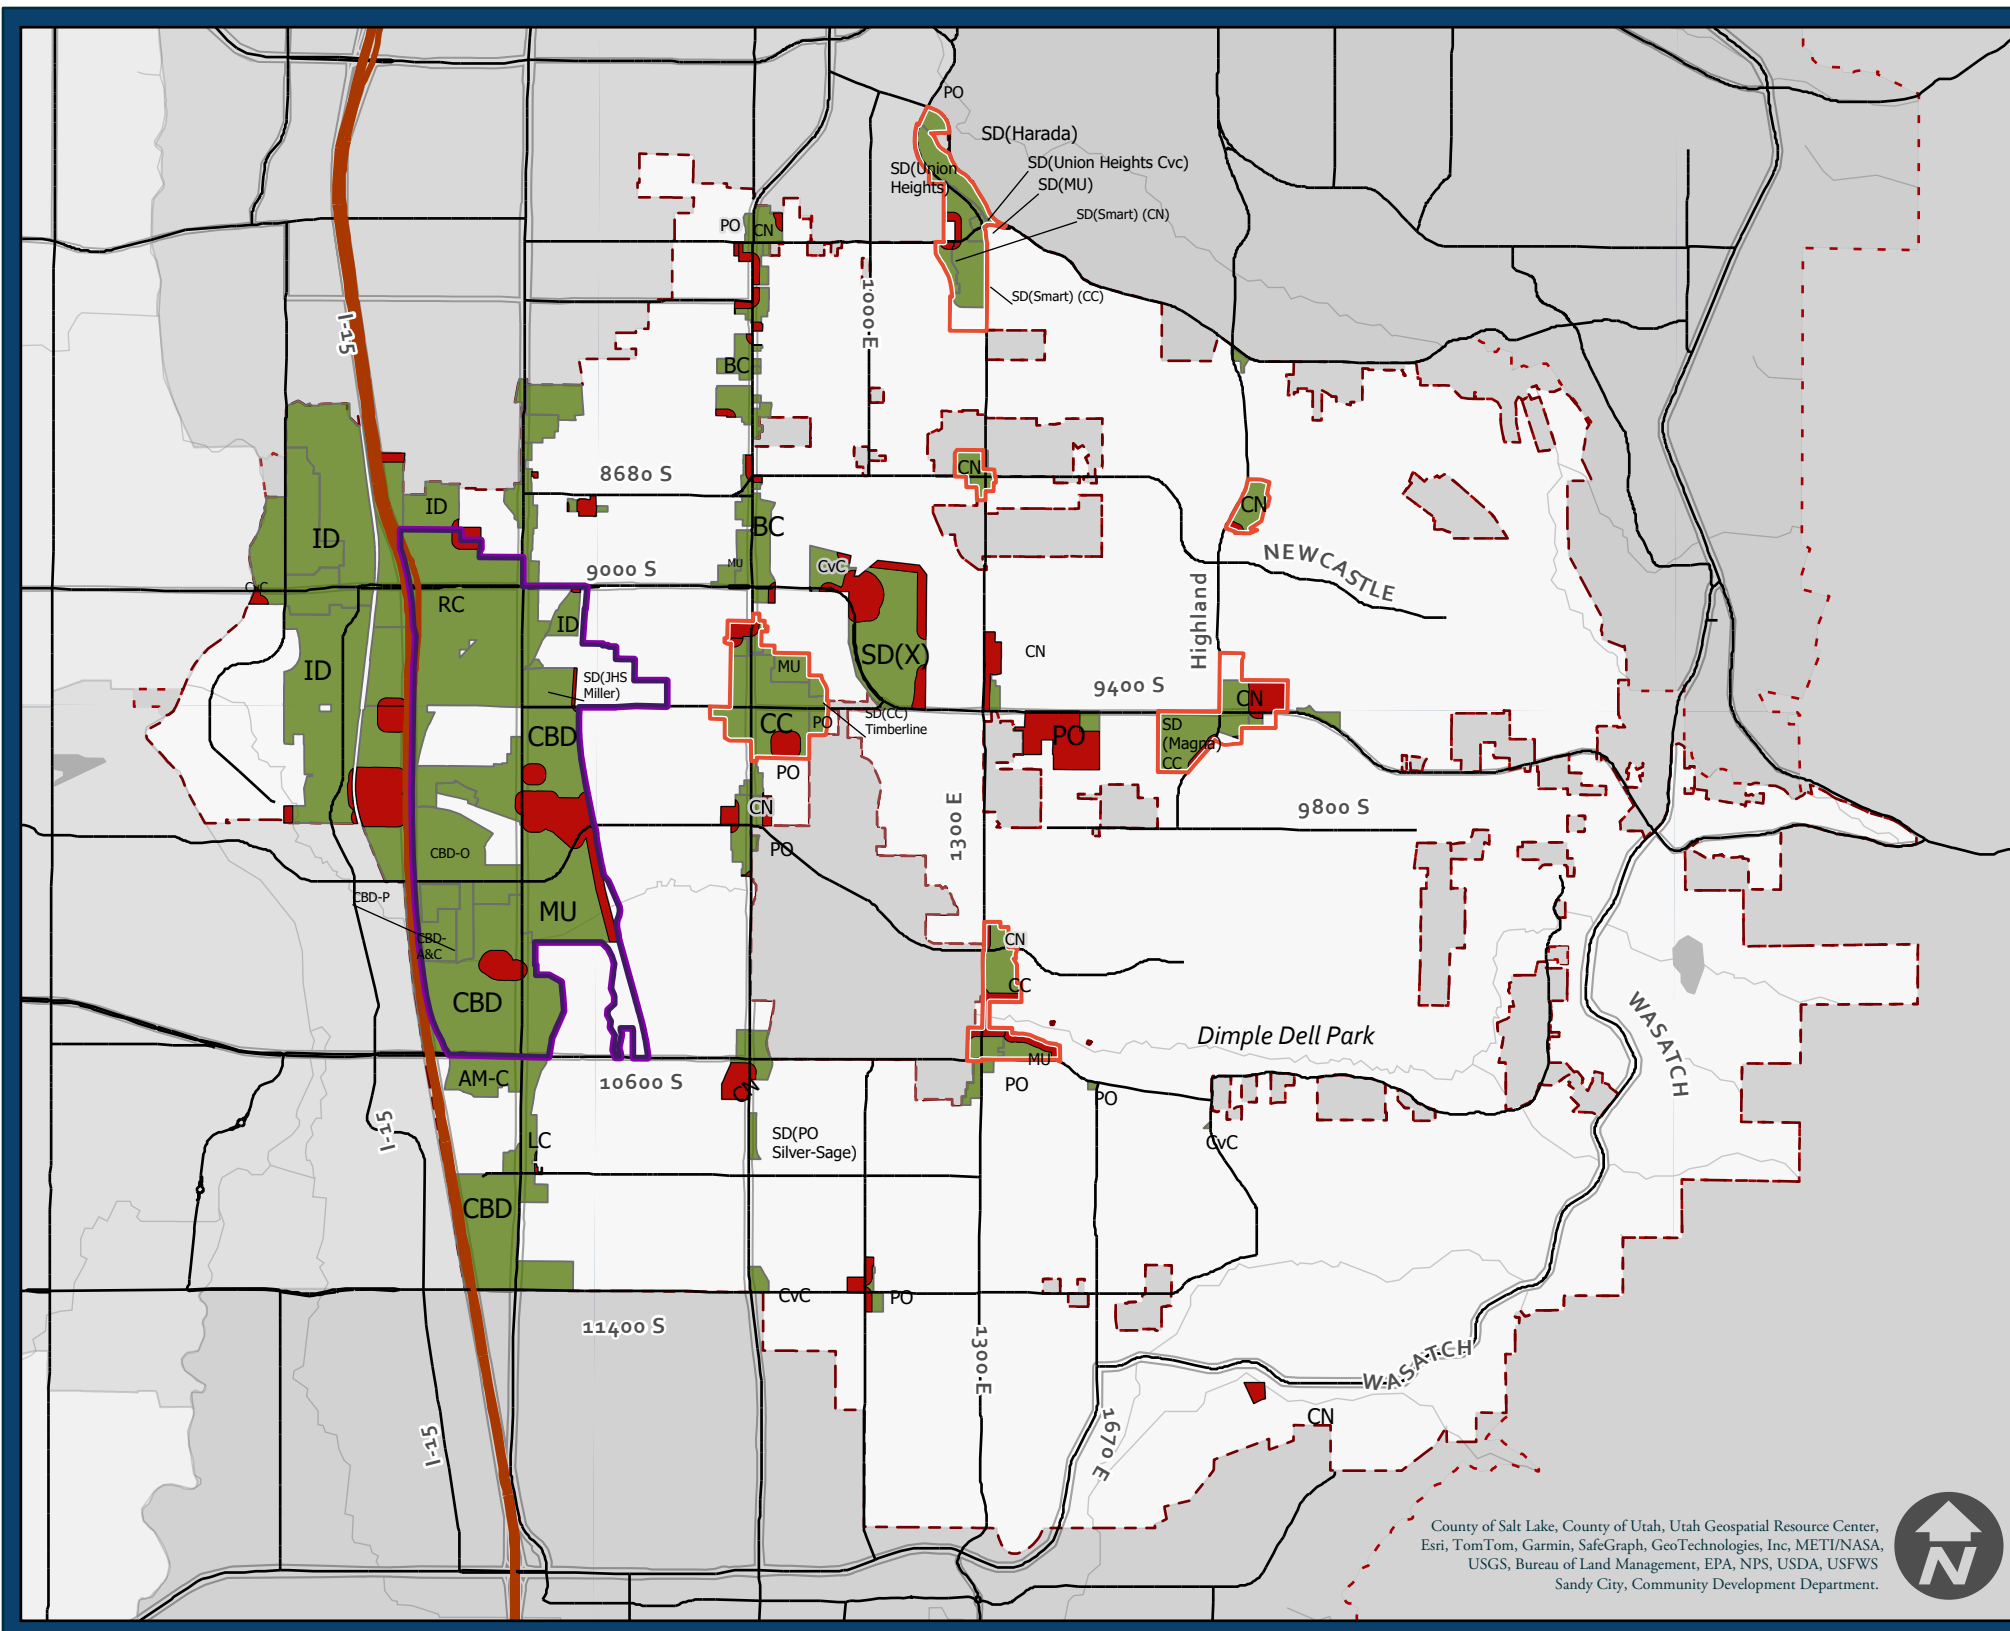 PO
SD(Harada)
SD(Union Heights Cvc)
SD(Union
Heights)
SD(MU)
SD(Smart) (CN)
PO
CN
SD(Smart) (CC)
1000 E
I-15
BC
CN
8680 S
ID
ID
CN
BC
NEWCASTLE
MU
CvC
9000 S
CvC
RC
ID
Highland
SD(X)
CN
ID
MU
SD(JHS
Miller)
9400 S
CN
SD(CC)
Timberline
CC
PO
CBD
PO
SD
(Magna)
CC
PO
CN
9800 S
1300 E
CBD-O
PO
CBD-P
MU
CBD-
A&C
CN
CC
CBD
WASATCH
Dimple Dell Park
MU
AM-C
10600 S
PO
CN
PO
I-15
LC
SD(PO
Silver-Sage)
CvC
CBD
CvC
PO
11400 S
1300 E
WASATCH
CN
1670 E
I-15
County of Salt Lake, County of Utah, Utah Geospatial Resource Center,
Esri, TomTom, Garmin, SafeGraph, GeoTechnologies, Inc, METI/NASA,
USGS, Bureau of Land Management, EPA, NPS, USDA, USFWS
Sandy City, Community Development Department.
N